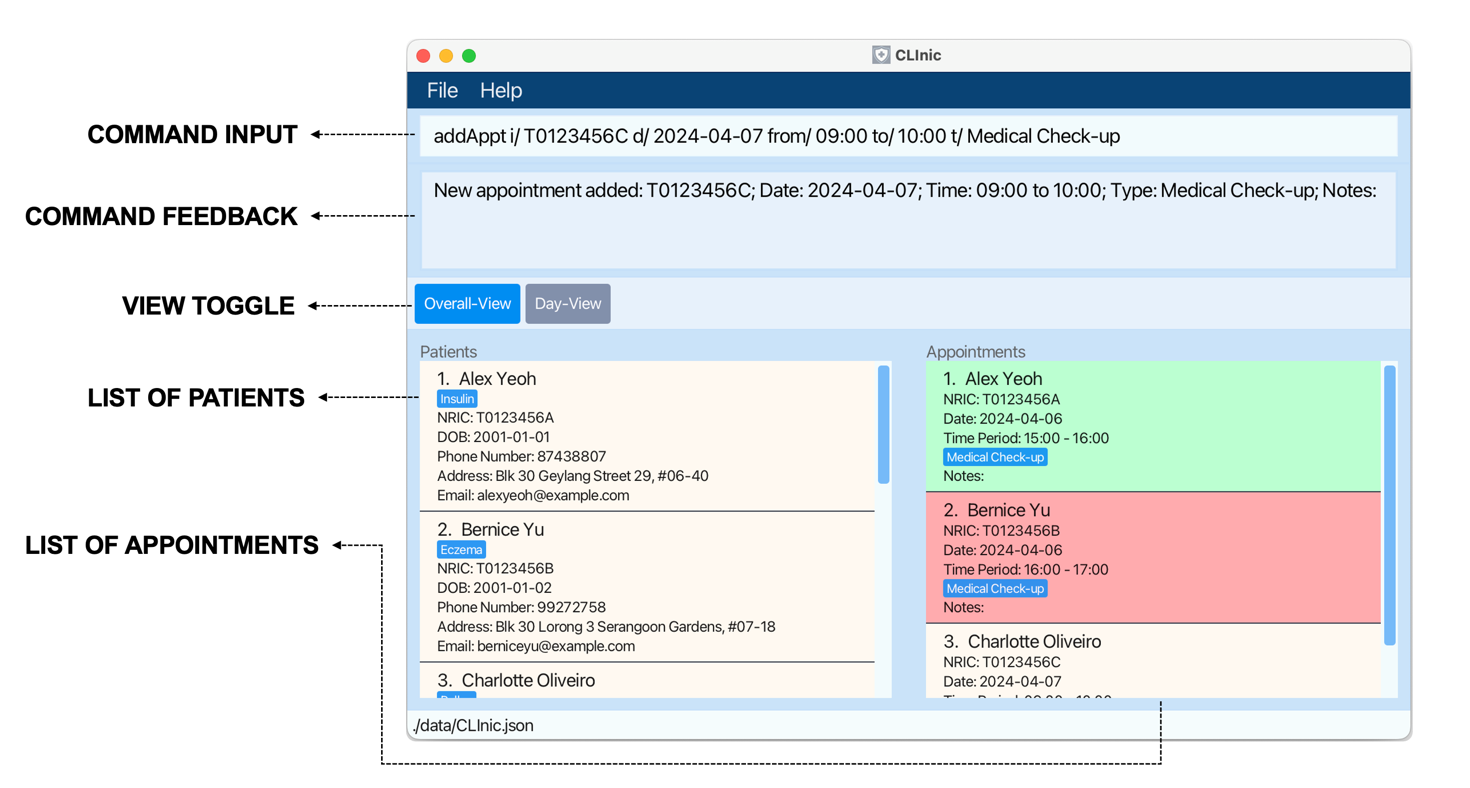 CLInic
File Help
COMMAND INPUT
addAppt i/ T0123456C d/ 2024-04-07 from/ 09:00 to/ 10:00 t/ Medical Check-up
COMMAND FEEDBACK
New appointment added: T0123456C; Date: 2024-04-07; Time: 09:00 to 10:00; Type: Medical Check-up; Notes:
VIEW TOGGLE
Overall-View Day-View
LIST OF PATIENTS
LIST OF APPOINTMENTS
Patients
1. Alex Yeoh
Insulin
NRIC: T0123456A
DOB: 2001-01-01
Phone Number: 87438807
Address: Blk 30 Geylang Street 29, #06-40
Email: alexyeoh@example.com
2. Bernice Yu
Eczema
NRIC: T0123456B
DOB: 2001-01-02
Phone Number: 99272758
Address: Blk 30 Lorong 3 Serangoon Gardens, #07-18
Email: berniceyu@example.com
3. Charlotte Oliveiro
Appointments
1. Alex Yeoh
NRIC: T0123456A
Date: 2024-04-06
Time Period: 15:00 - 16:00
Medical Check-up
Notes:
2. Bernice Yu
NRIC: T0123456B
Date: 2024-04-06
Time Period: 16:00 - 17:00
Medical Check-up
Notes:
3. Charlotte Oliveiro
NRIC: T0123456C
Date: 2024-04-07
./data/CLInic.json